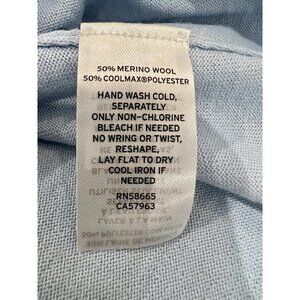 50% MERINO WOOL
50% COOLMAX®POLYESTER
HAND WASH COLD,
SEPARATELY
ONLY NON-CHLORINE
BLEACH IF NEEDED
NO WRING OR TWIST,
RESHAPE,
LAY FLAT TO DRY
COOL IRON IF
NEEDED
RN58665
CA57963